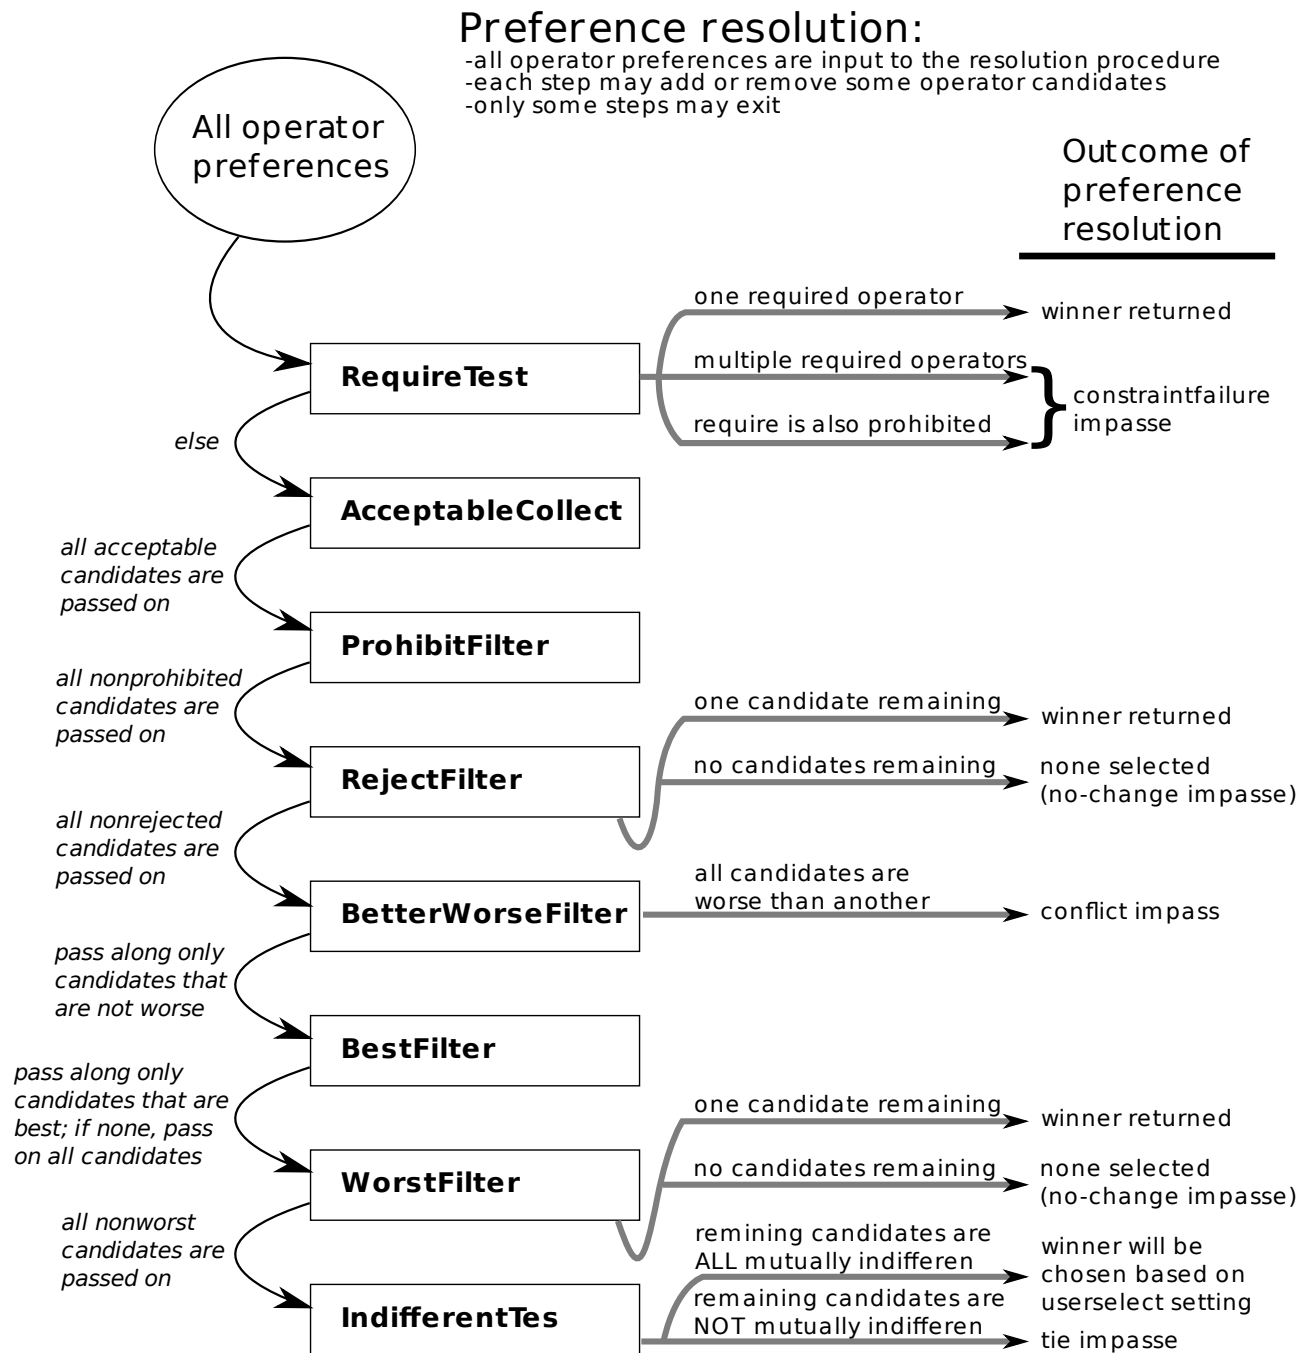 Preference resolution:
-all operator preferences are input to the resolution procedure
-each step may add or remove some operator candidates
-only some steps may exit
All operator
preferences
Outcome of
preference
resolution
one required operator
winner returned
RequireTest
multiple required operators
constraintfailure
impasse
require is also prohibited
else
AcceptableCollect
all acceptable
candidates are
passed on
ProhibitFilter
all nonprohibited
candidates are
passed on
one candidate remaining
winner returned
RejectFilter
no candidates remaining
none selected
(no-change impasse)
all nonrejected
candidates are
passed on
BetterWorseFilter
all candidates are
worse than another
conflict impass
pass along only
candidates that
are not worse
BestFilter
pass along only
candidates that are
best; if none, pass
on all candidates
one candidate remaining
winner returned
WorstFilter
no candidates remaining
none selected
(no-change impasse)
all nonworst
candidates are
passed on
remining candidates are
ALL mutually indifferen
winner will be
chosen based on
userselect setting
IndifferentTes
remaining candidates are
NOT mutually indifferen
tie impasse